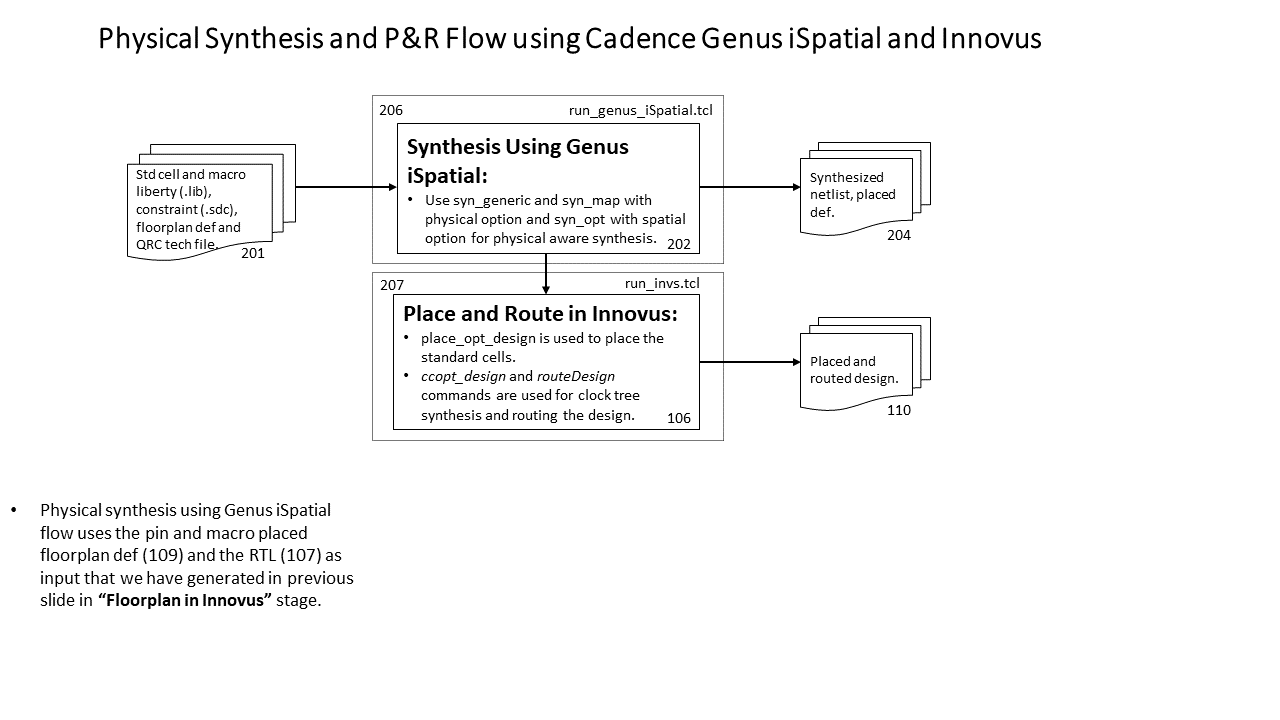 Physical Synthesis and P&R Flow using Cadence Genus iSpatial and Innovus
206
run_genus_iSpatial.tcl
Std cell and macro
liberty (.lib),
constraint (.sdc),
floorplan def and
QRC tech file.
201
Synthesis Using Genus
iSpatial:
• Use syn_generic and syn_map with
physical option and syn_opt with spatial
option for physical aware synthesis.
202
Synthesized
netlist, placed
def.
204
207
run_invs.tcl
Place and Route in Innovus:
• place_opt_design is used to place the
standard cells.
• ccopt_design and routeDesign
commands are used for clock tree
synthesis and routing the design.
106
Placed and
routed design.
110
• Physical synthesis using Genus iSpatial
flow uses the pin and macro placed
floorplan def (109) and the RTL (107) as
input that we have generated in previous
slide in “Floorplan in Innovus” stage.